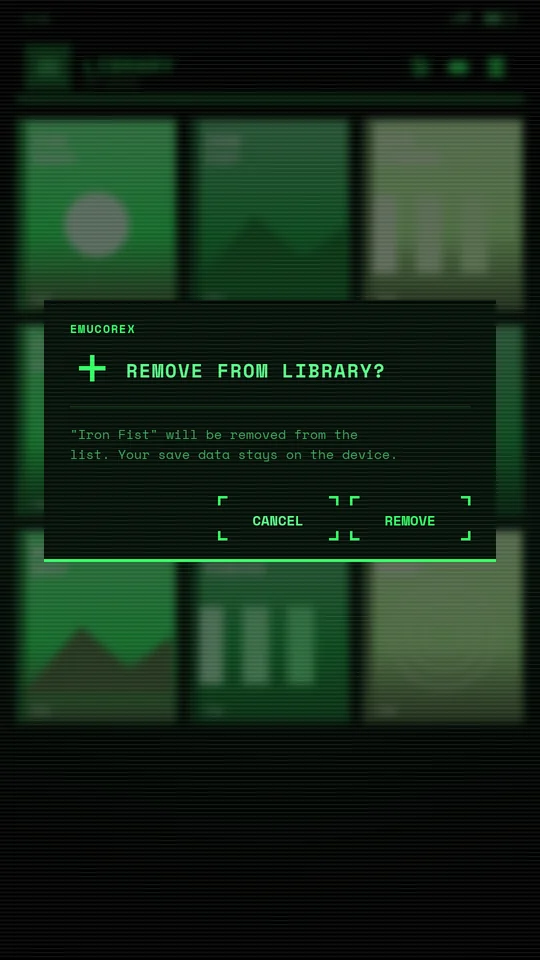 EMUCOREX
REMOVE FROM LIBRARY?
"Iron Fist" will be removed from the
list. Your save data stays on the device.
CANCEL
REMOVE